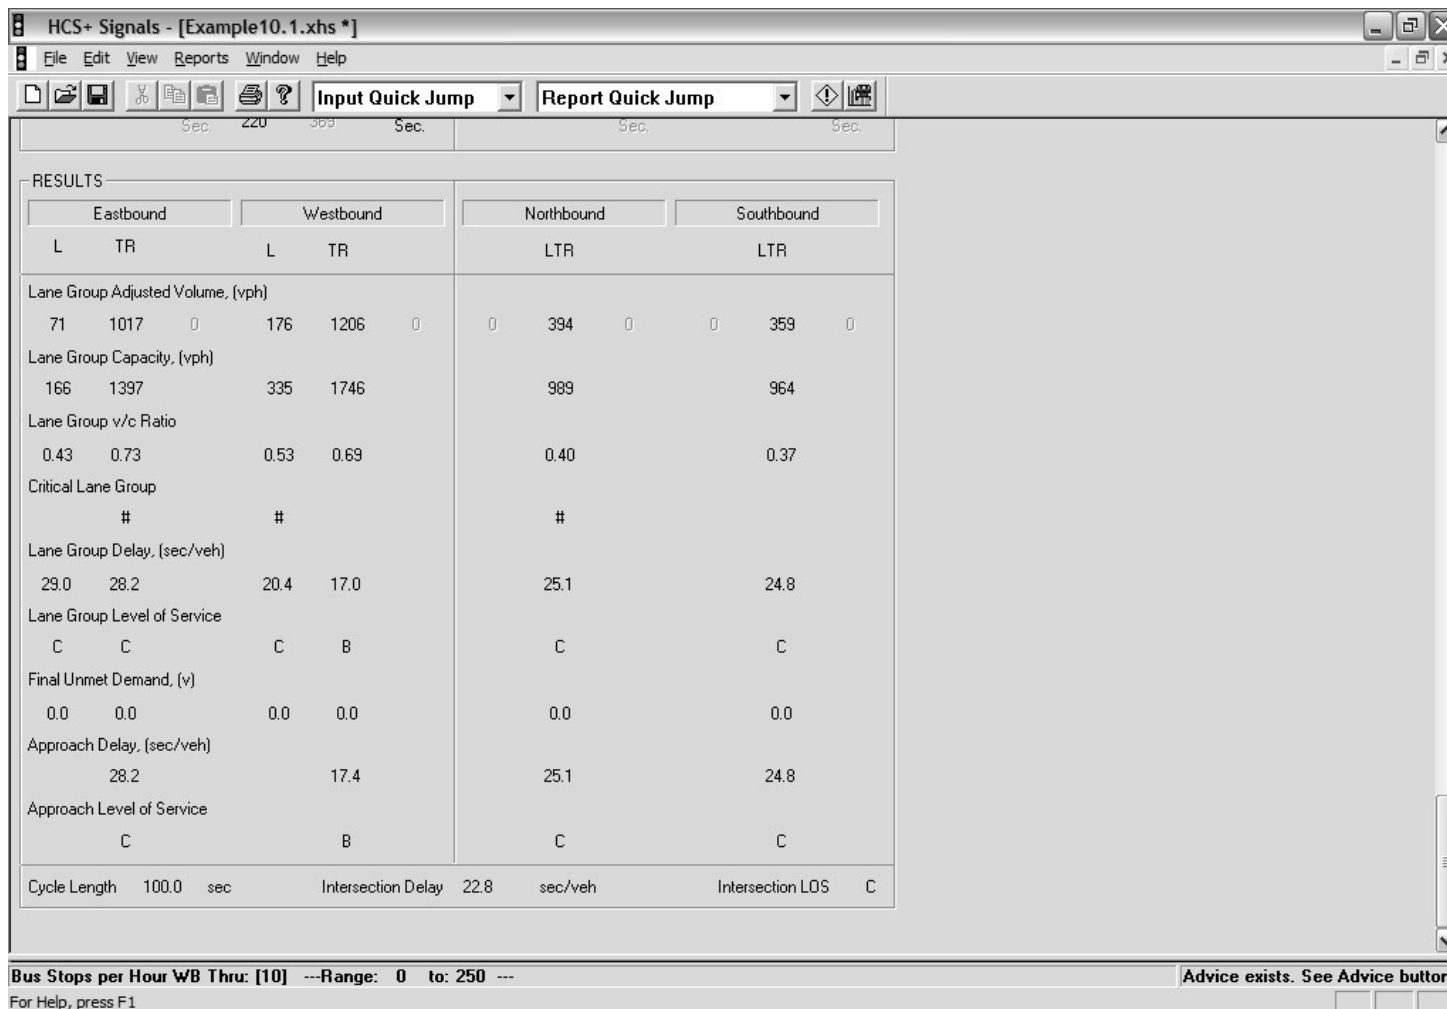 HCS+ Signals - [Example10.1.xhs *]
File Edit View Reports Window Help
Input Quick Jump Report Quick Jump
Sec. 220 369 Sec. Sec. Sec.
RESULTS
Eastbound Westbound Northbound Southbound
L TR L TR LTR LTR
Lane Group Adjusted Volume, (vph)
71 1017 0 176 1206 0 0 394 0 0 359 0
Lane Group Capacity, (vph)
166 1397 335 1746 989 964
Lane Group v/c Ratio
0.43 0.73 0.53 0.69 0.40 0.37
Critical Lane Group
# # #
Lane Group Delay, (sec/veh)
29.0 28.2 20.4 17.0 25.1 24.8
Lane Group Level of Service
C C C B C C
Final Unmet Demand, (v)
0.0 0.0 0.0 0.0 0.0 0.0
Approach Delay, (sec/veh)
28.2 17.4 25.1 24.8
Approach Level of Service
C B C C
Cycle Length 100.0 sec Intersection Delay 22.8 sec/veh Intersection LOS C
Bus Stops per Hour WB Thru: [10] ---Range: 0 to: 250 --- Advice exists. See Advice button
For Help, press F1